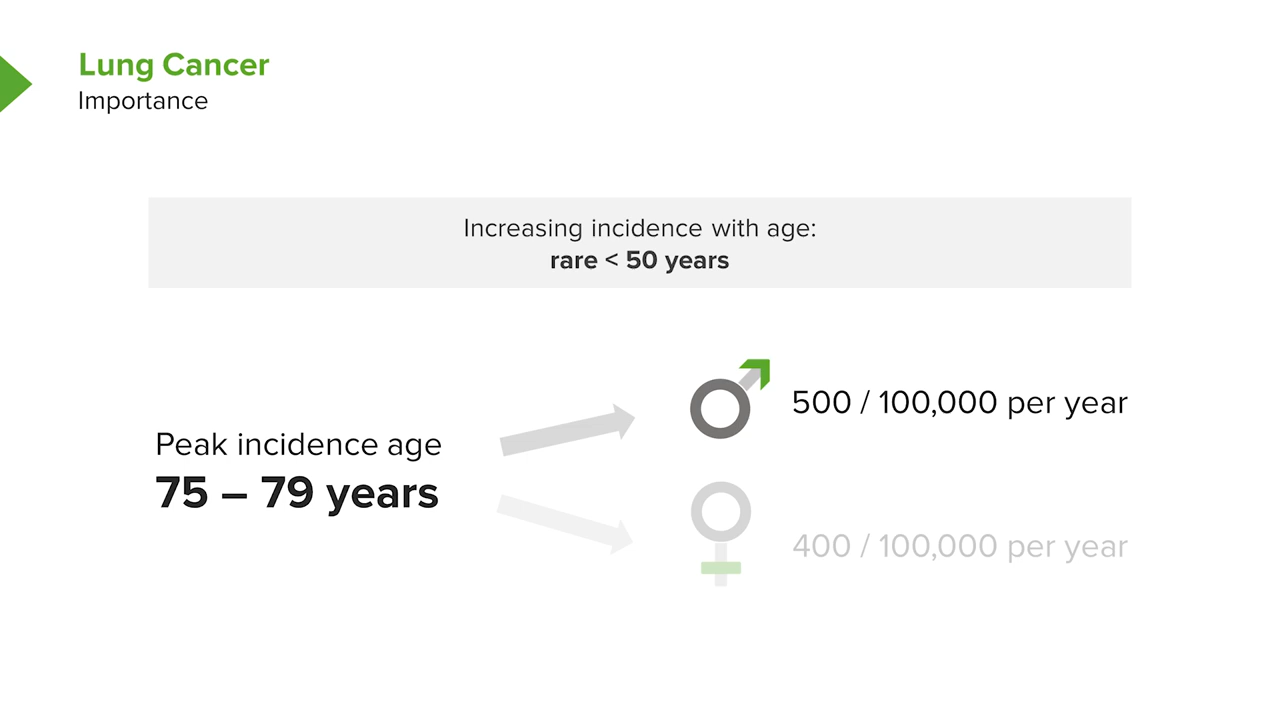 Lung Cancer
Importance
Increasing incidence with age:
rare < 50 years
Peak incidence age
75 – 79 years
500 / 100,000 per year
400 / 100,000 per year